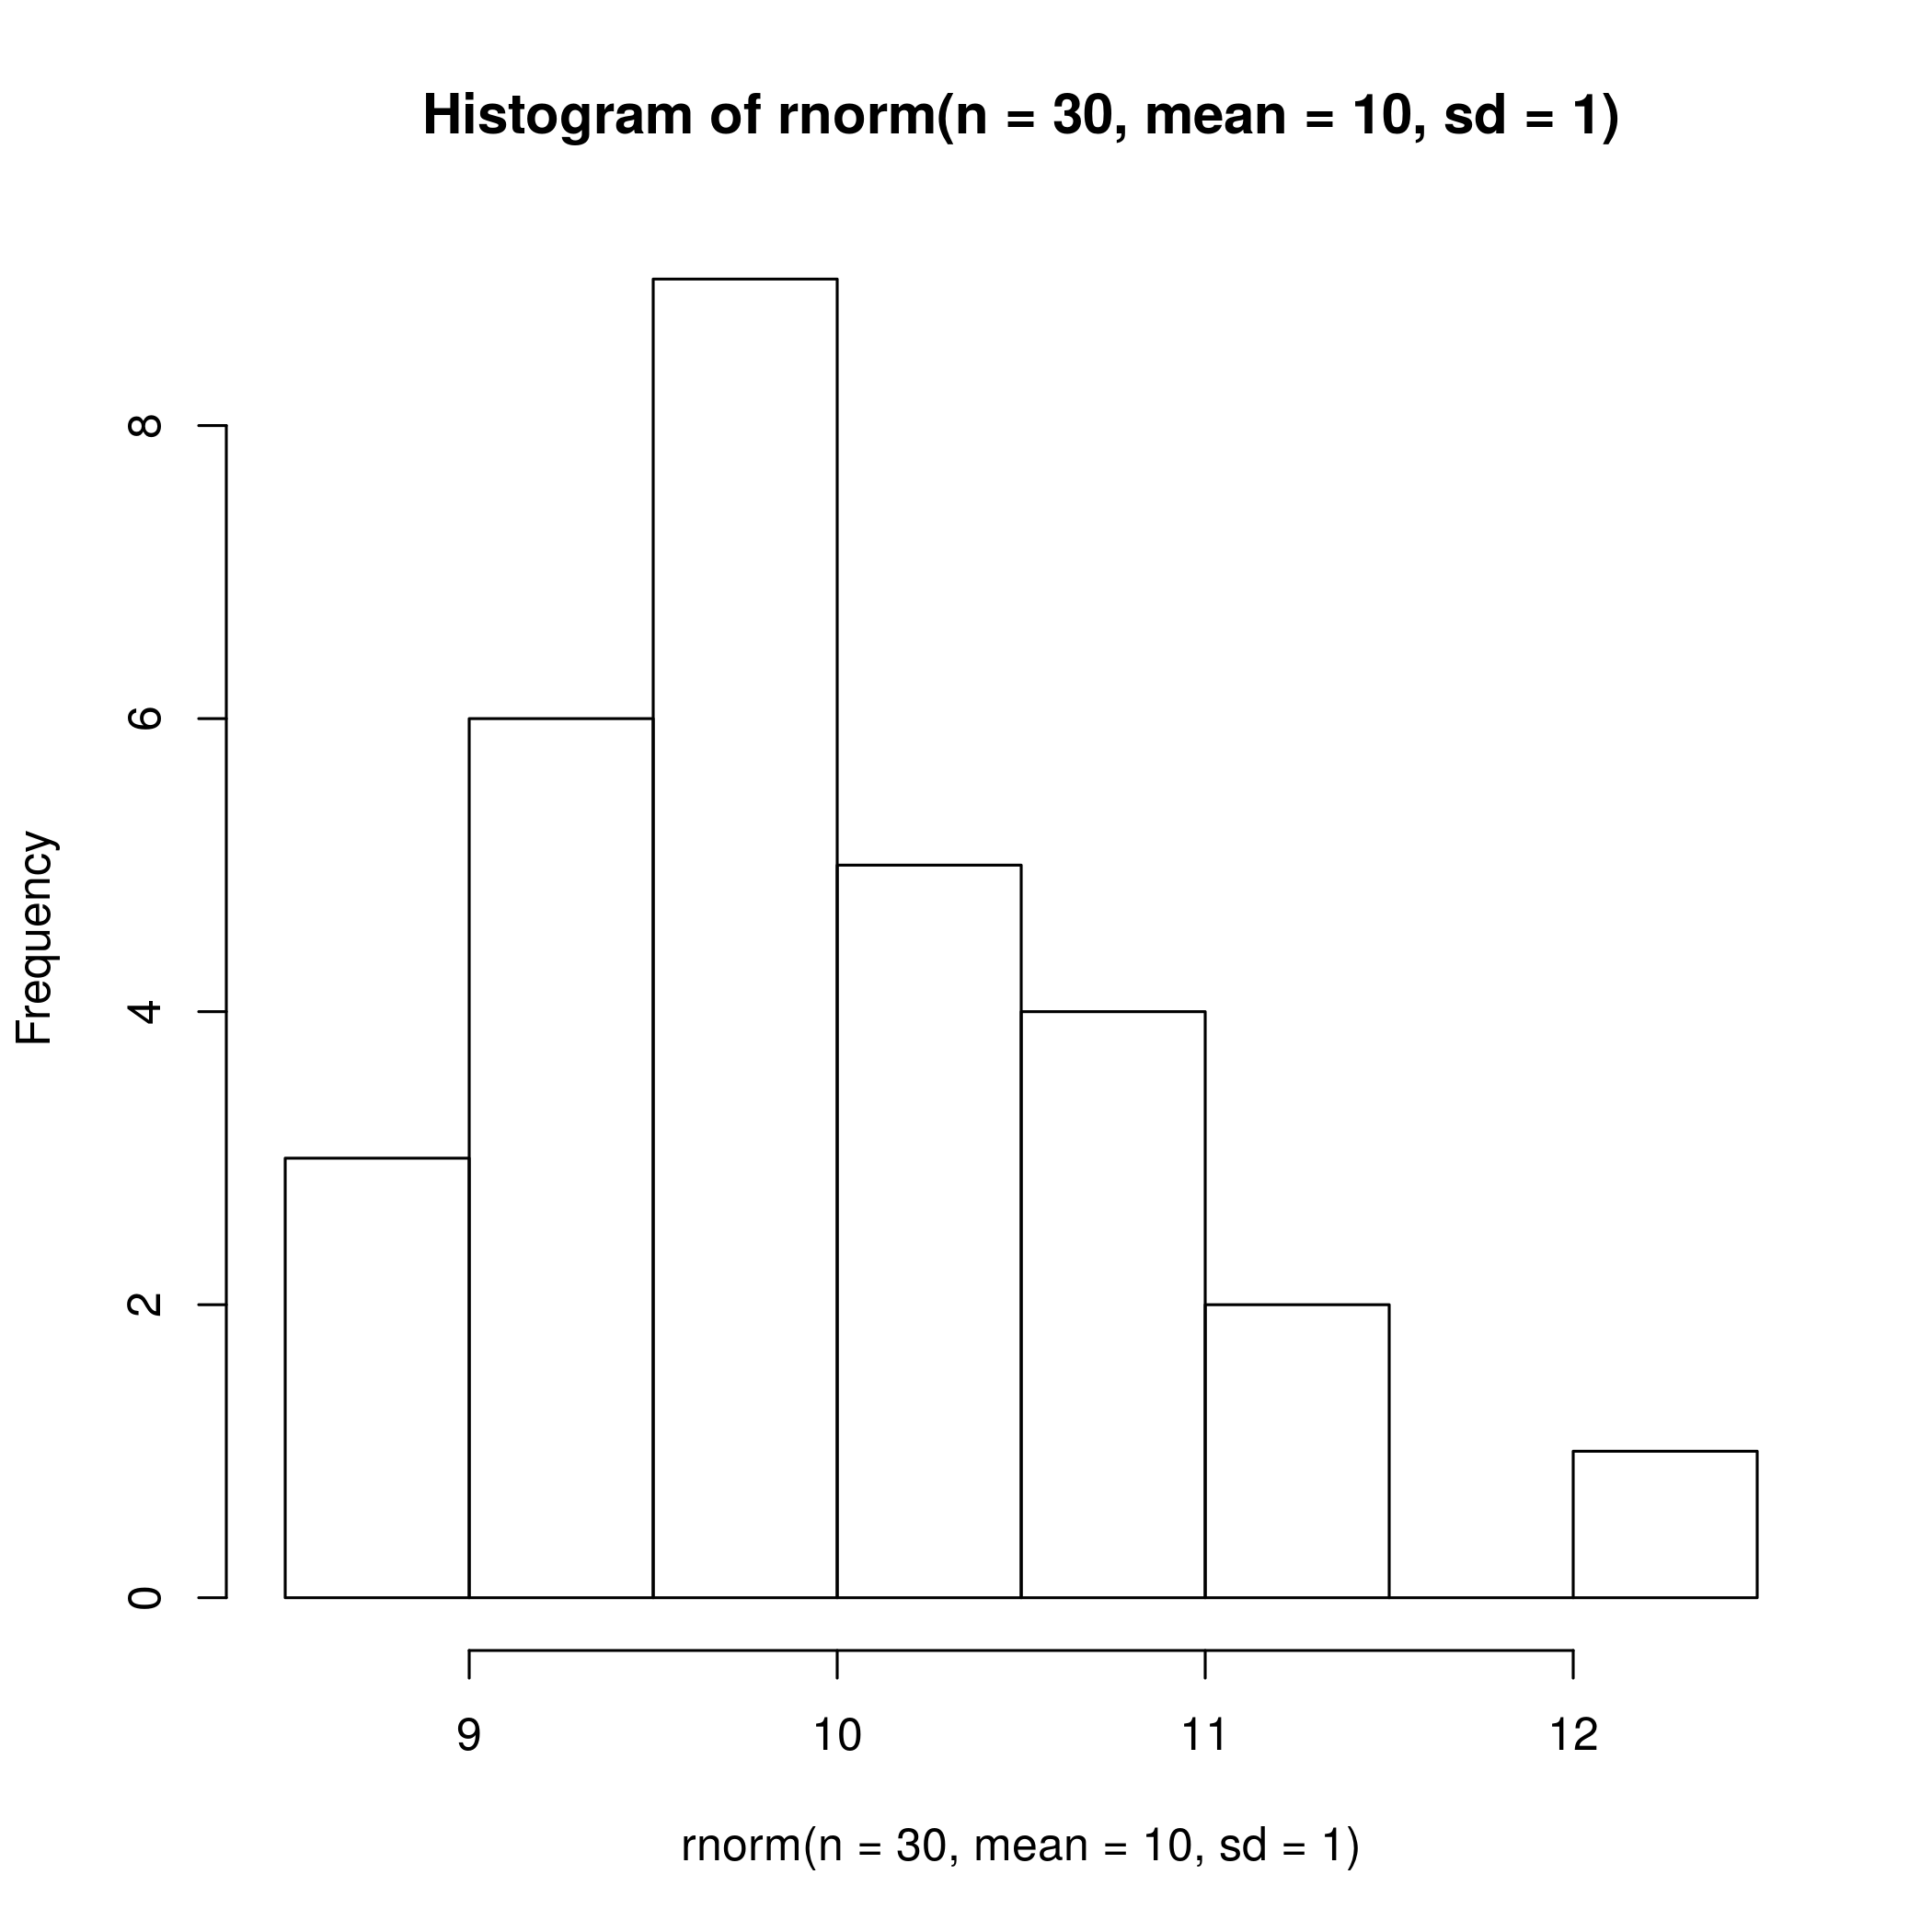 Histogram of rnorm(n = 30, mean = 10, sd = 1)
Frequency
8
6
4
2
0
9 10 11 12
rnorm(n = 30, mean = 10, sd = 1)